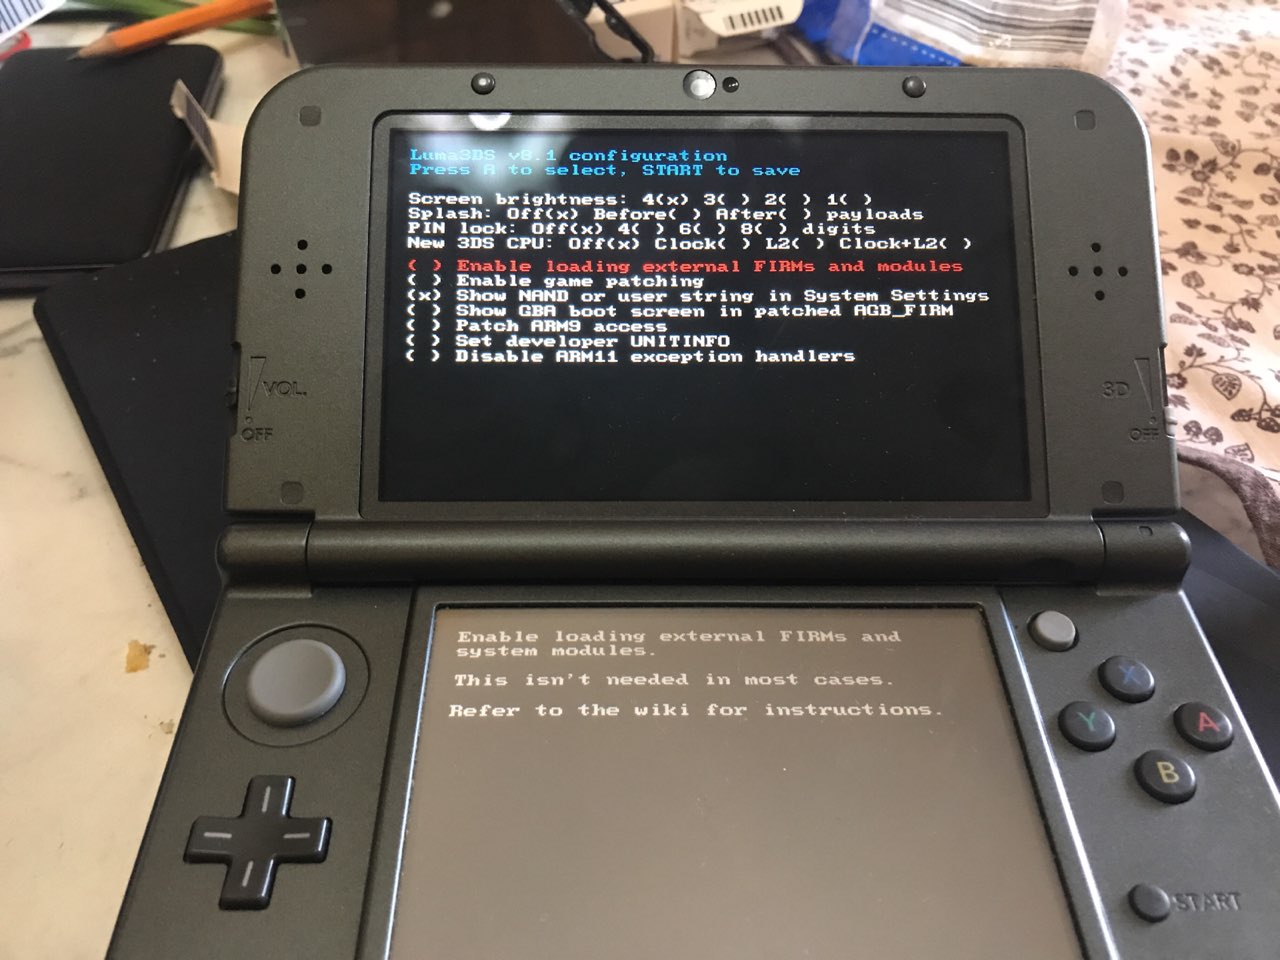 Luma3DS v8.1 configuration
Press A to select, START to save
Screen brightness: 4(x) 3( ) 2( ) 1( )
Splash: Off(x) Before( ) After( ) payloads
PIN lock: Off(x) 4( ) 6( ) 8( ) digits
New 3DS CPU: Off(x) Clock( ) L2( ) Clock+L2( )
( ) Enable loading external FIRMs and modules
( ) Enable game patching
(x) Show NAND or user string in System Settings
( ) Show GBA boot screen in patched AGB_FIRM
( ) Patch ARM9 access
( ) Set developer UNITINFO
( ) Disable ARM11 exception handlers
VOL.
OFF
3D
OFF
Enable loading external FIRMs and
system modules.
This isn't needed in most cases.
Refer to the wiki for instructions.
X
Y
A
B
START